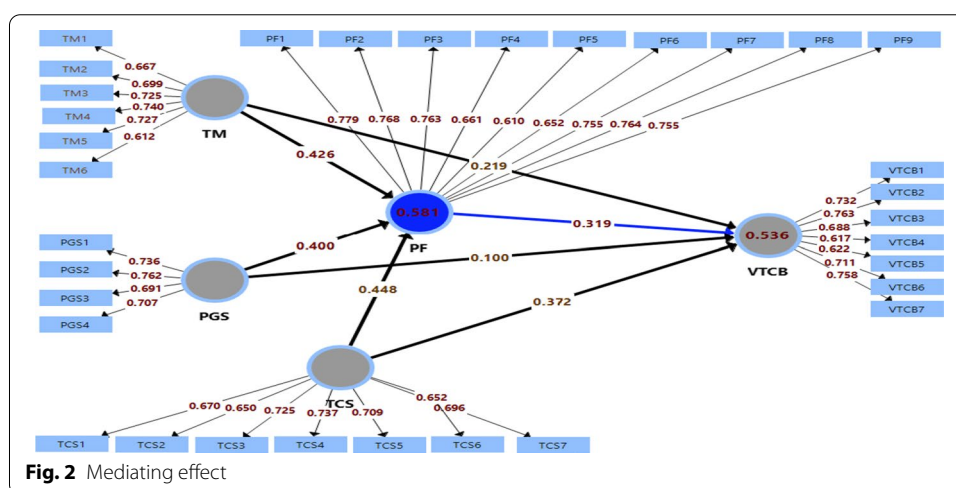 TM1
PF1
PF2
PF3
PF4
PF5
PF6
PF7
PF8
PF9
TM2
TM3
TM4
TM5
TM6
0.667
0.699
0.725
0.740
0.727
0.612
TM
0.779
0.768
0.763
0.661
0.610
0.652
0.755
0.764
0.755
0.426
0.219
0.581
PF
0.319
0.400
0.100
0.448
0.372
VTCB1
VTCB2
VTCB3
VTCB4
VTCB5
VTCB6
VTCB7
0.732
0.763
0.688
0.617
0.622
0.711
0.758
0.536
VTCB
PGS1
PGS2
PGS3
PGS4
0.736
0.762
0.691
0.707
PGS
TCS
0.670
0.650
0.725
0.737
0.709
0.652
0.696
TCS1
TCS2
TCS3
TCS4
TCS5
TCS6
TCS7
Fig. 2 Mediating effect